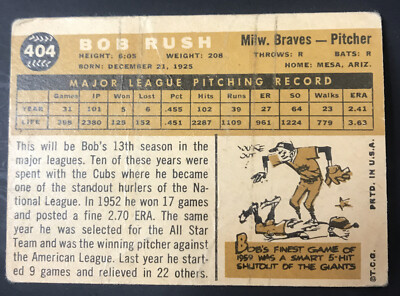 404
BOB RUSH
Milw. Braves — Pitcher
HEIGHT: 6:05 WEIGHT: 208 THROWS: R BATS: R
BORN: DECEMBER 21, 1925 HOME: MESA, ARIZ.
MAJOR LEAGUE PITCHING RECORD
Games IP Won Lost Pct. Hits Runs ER SO Walks ERA
YEAR 31 101 5 6 .455 102 39 27 64 23 2.41
LIFE 368 2380 125 152 .451 2287 1109 961 1224 779 3.63
This will be Bob's 13th season in the
major leagues. Ten of these years were
spent with the Cubs where he became
one of the standout hurlers of the Na-
tional League. In 1952 he won 17 games
and posted a fine 2.70 ERA. The same
year he was selected for the All Star
Team and was the winning pitcher against
the American League. Last year he start-
ed 9 games and relieved in 22 others.
BOB'S FINEST GAME OF
1959 WAS A SMART 5-HIT
SHUTOUT OF THE GIANTS
©T.C.G. PRTD. IN U.S.A.